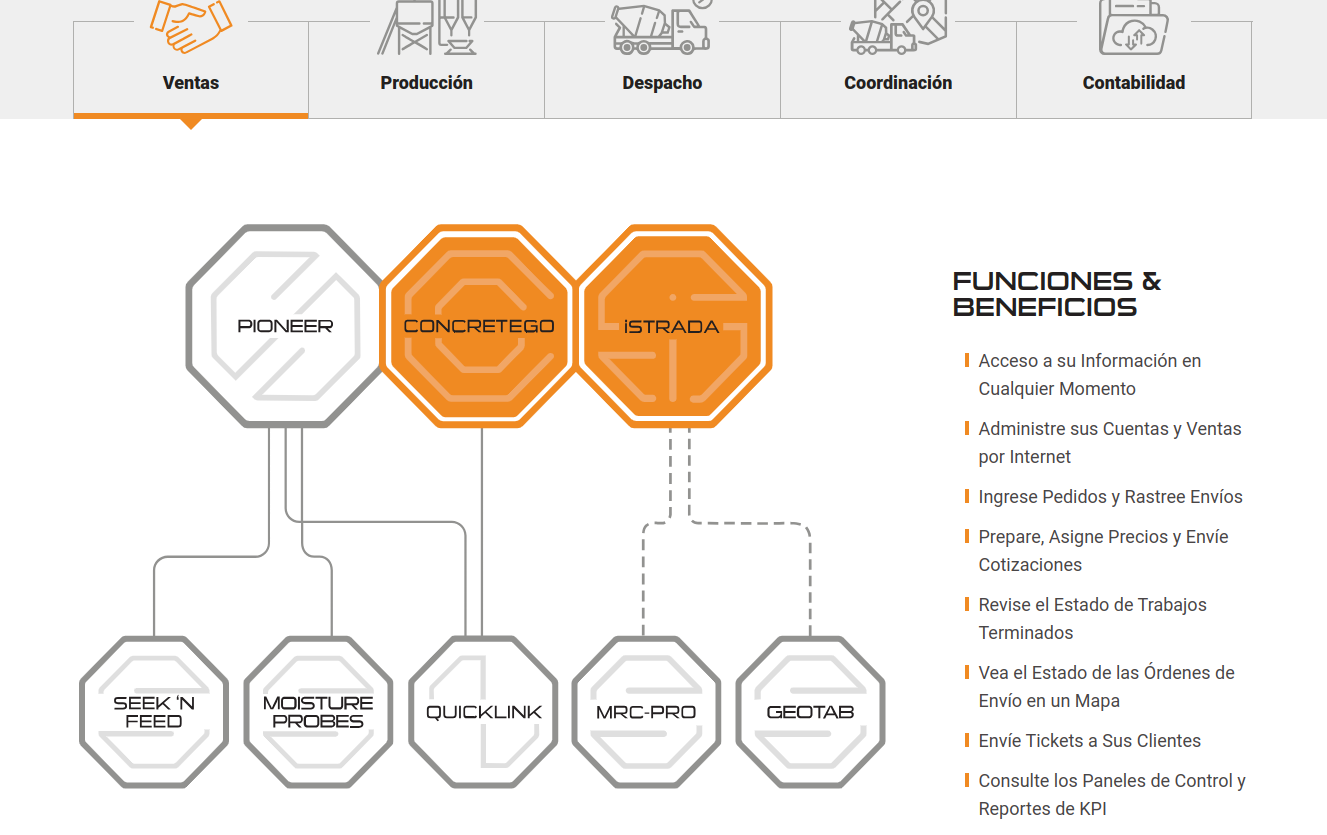 Ventas
Producción
Despacho
Coordinación
Contabilidad
PIONEER
CONCRETEGO
iSTRADA
SEEK 'N
FEED
MOISTURE
PROBES
QUICKLINK
MRC-PRO
GEOTAB
FUNCIONES &
BENEFICIOS
Acceso a su Información en
Cualquier Momento
Administre sus Cuentas y Ventas
por Internet
Ingrese Pedidos y Rastree Envíos
Prepare, Asigne Precios y Envíe
Cotizaciones
Revise el Estado de Trabajos
Terminados
Vea el Estado de las Órdenes de
Envío en un Mapa
Envíe Tickets a Sus Clientes
Consulte los Paneles de Control y
Reportes de KPI